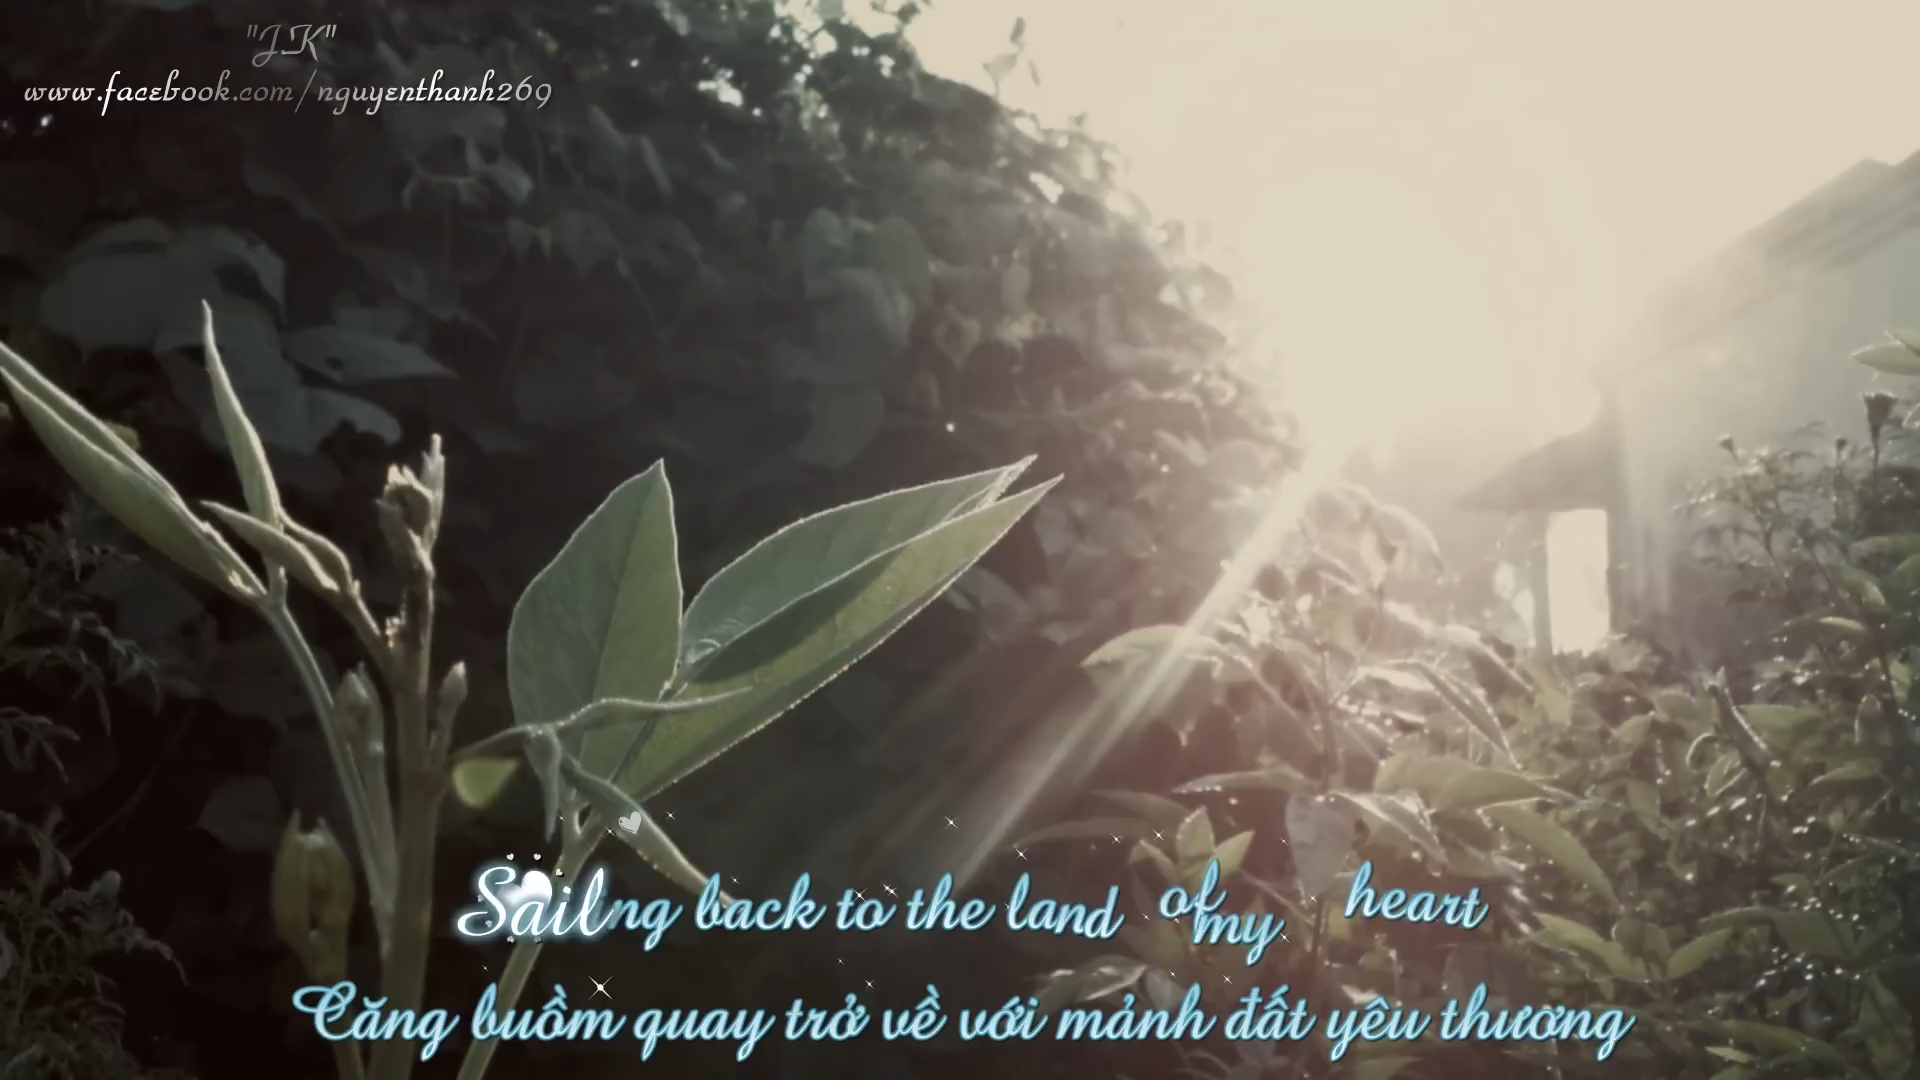 "J.K"
www.facebook.com/nguyenthanh269
Sailing back to the land of my heart
Căng buồm quay trở về với mảnh đất yêu thương